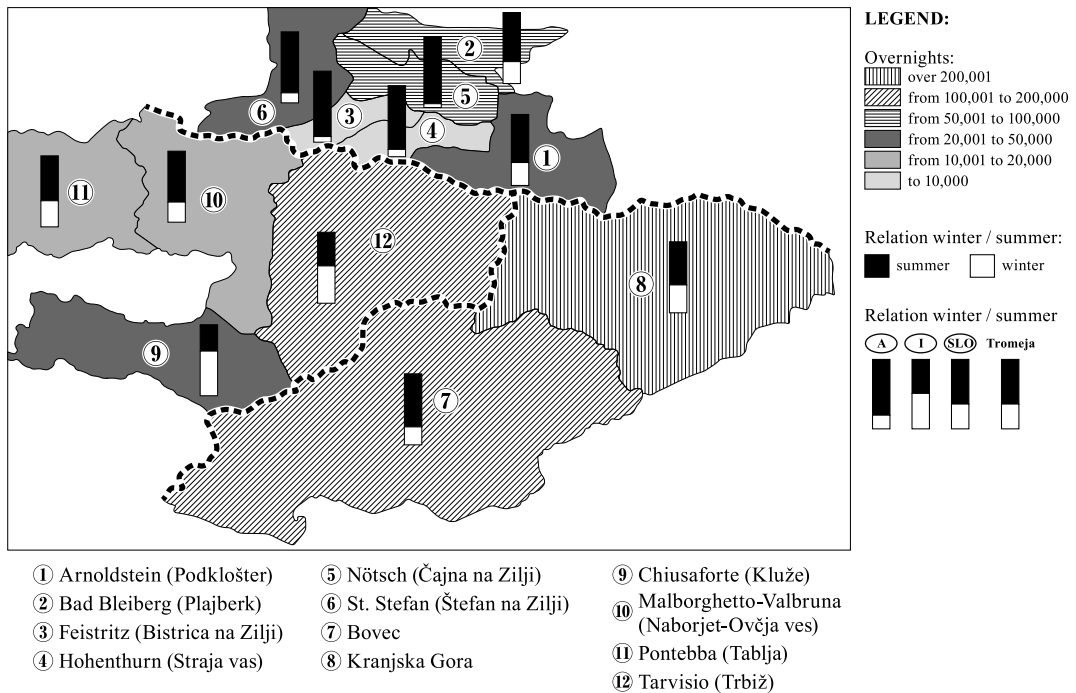 LEGEND:
Overnights:
over 200,001
from 100,001 to 200,000
from 50,001 to 100,000
from 20,001 to 50,000
from 10,001 to 20,000
to 10,000
Relation winter / summer:
summer winter
Relation winter / summer
A I SLO Tromeja
2
5
6
3
4
1
11
10
12
8
9
7
1 Arnoldstein (Podklošter)
2 Bad Bleiberg (Plajberk)
3 Feistritz (Bistrica na Zilji)
4 Hohenthurn (Straja vas)
5 Nötsch (Čajna na Zilji)
6 St. Stefan (Štefan na Zilji)
7 Bovec
8 Kranjska Gora
9 Chiusaforte (Kluže)
10 Malborghetto-Valbruna
(Naborjet-Ovčja ves)
11 Pontebba (Tablja)
12 Tarvisio (Trbiž)